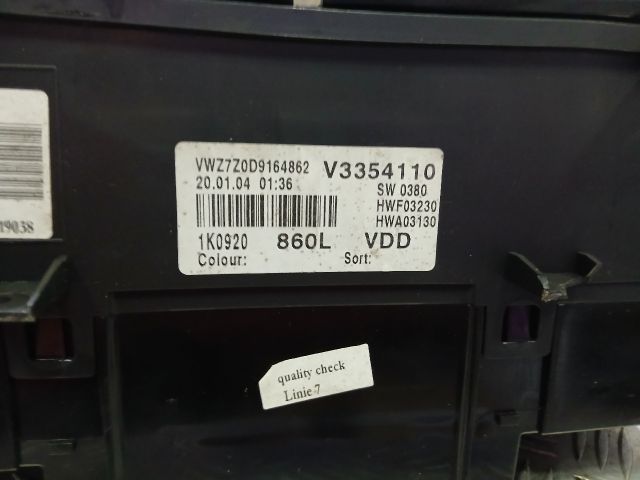 VWZ7Z0D9164862 V3354110
20.01.04 01:36 SW 0380
HWF03230
HWA03130
1K0920 860L VDD
Colour: Sort:
19038
quality check
Linie 7